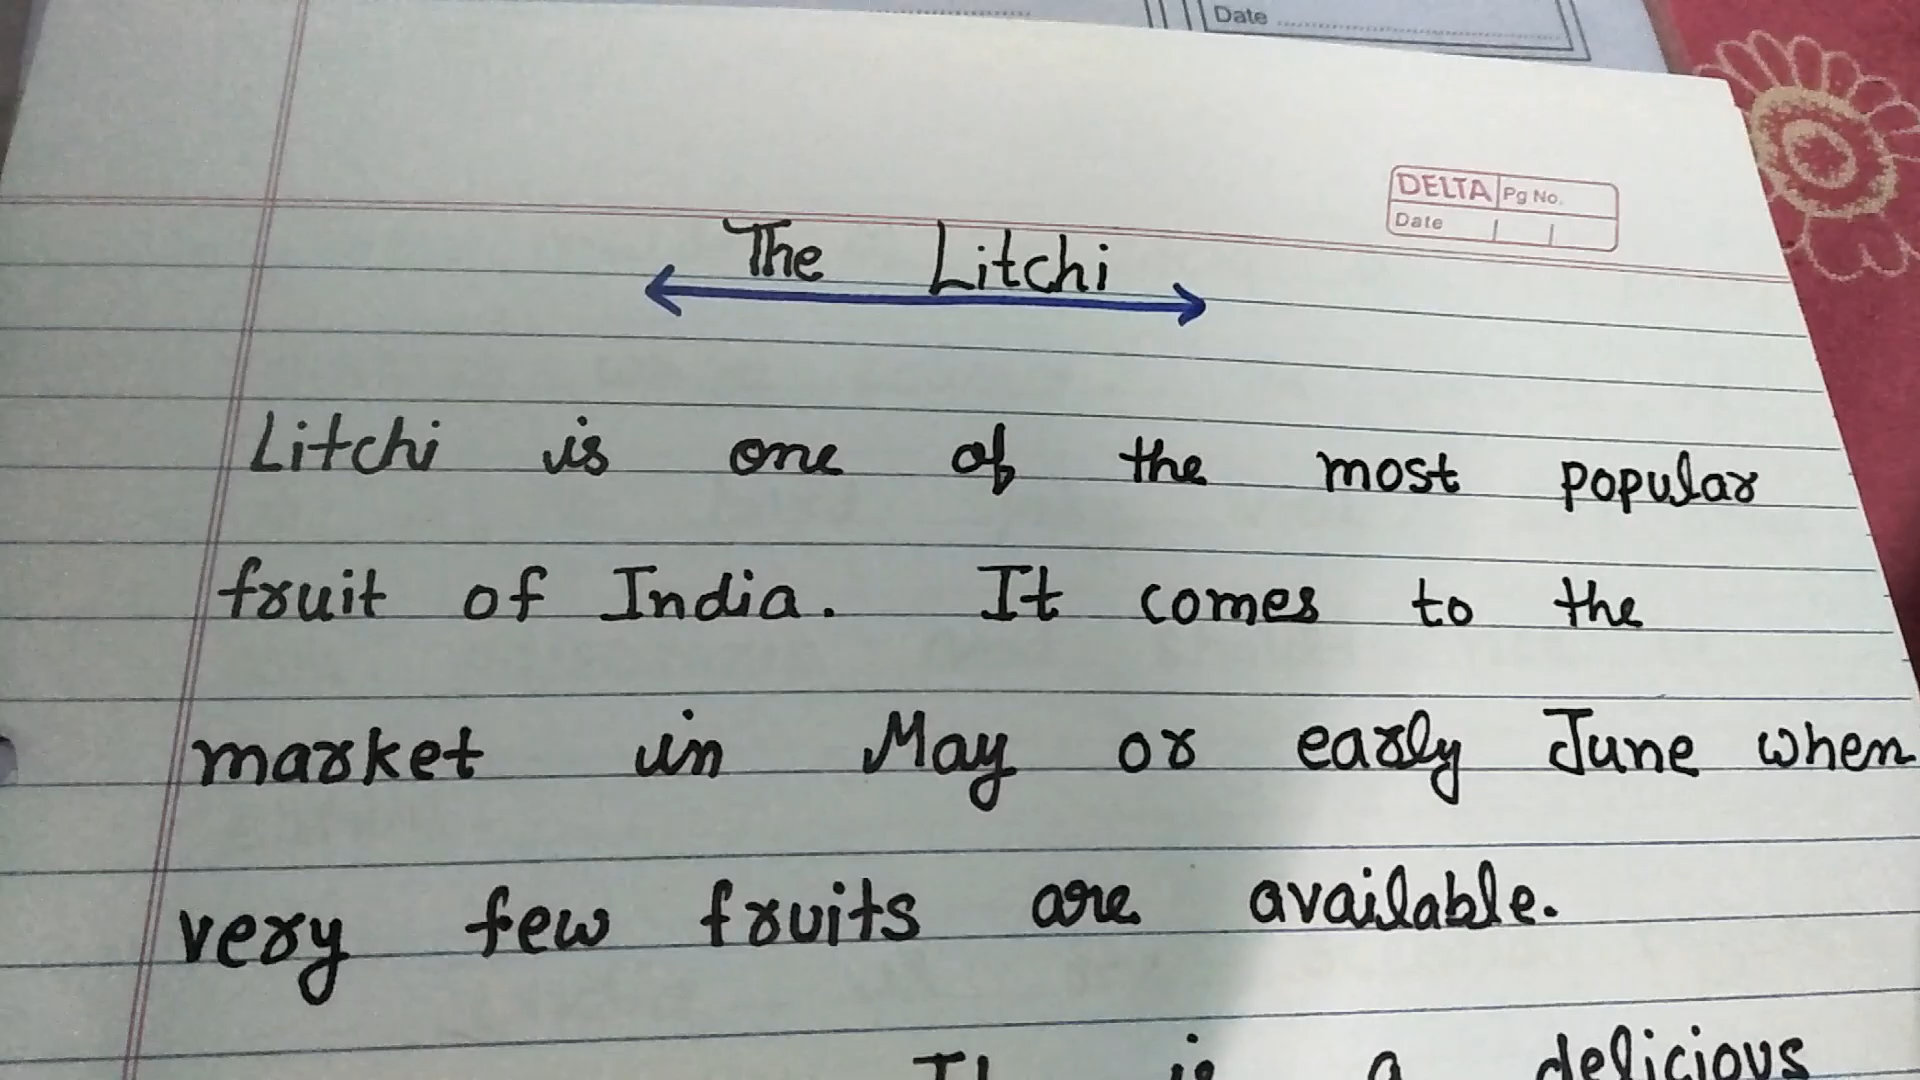 Date
DELTA Pg No.
Date
The Litchi
Litchi is one of the most popular
fruit of India. It comes to the
market in May or early June when
very few fruits are available.
is a delicious